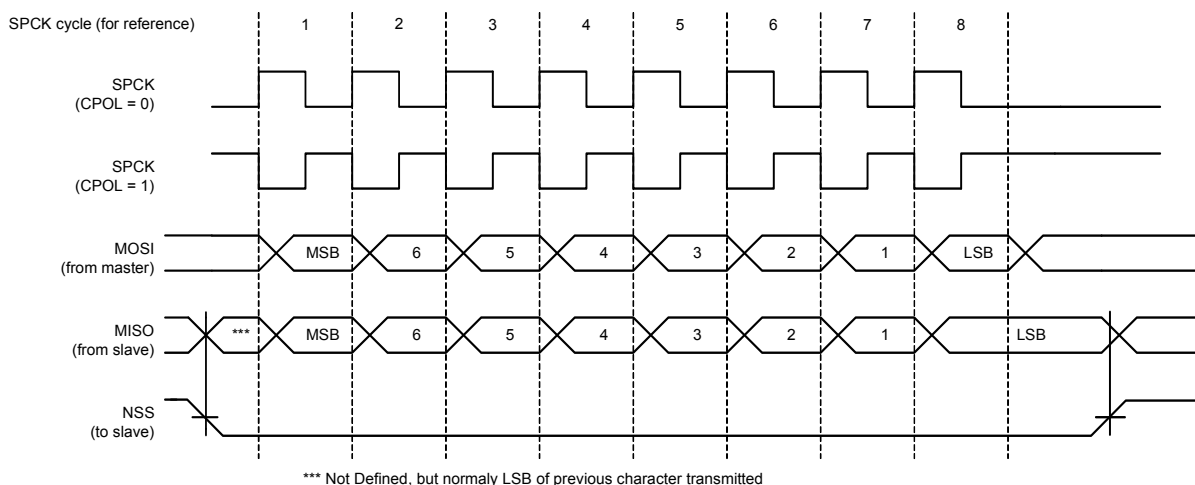 SPCK cycle (for reference) 1 2 3 4 5 6 7 8
SPCK
(CPOL = 0)
SPCK
(CPOL = 1)
MOSI
(from master)
MSB 6 5 4 3 2 1 LSB
MISO
(from slave)
*** MSB 6 5 4 3 2 1 LSB
NSS
(to slave)
*** Not Defined, but normaly LSB of previous character transmitted